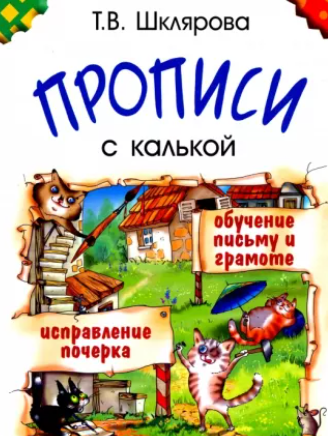 Т.В. Шклярова
ПРОПИСИ
с калькой
обучение
письму и
грамоте
исправление
почерка